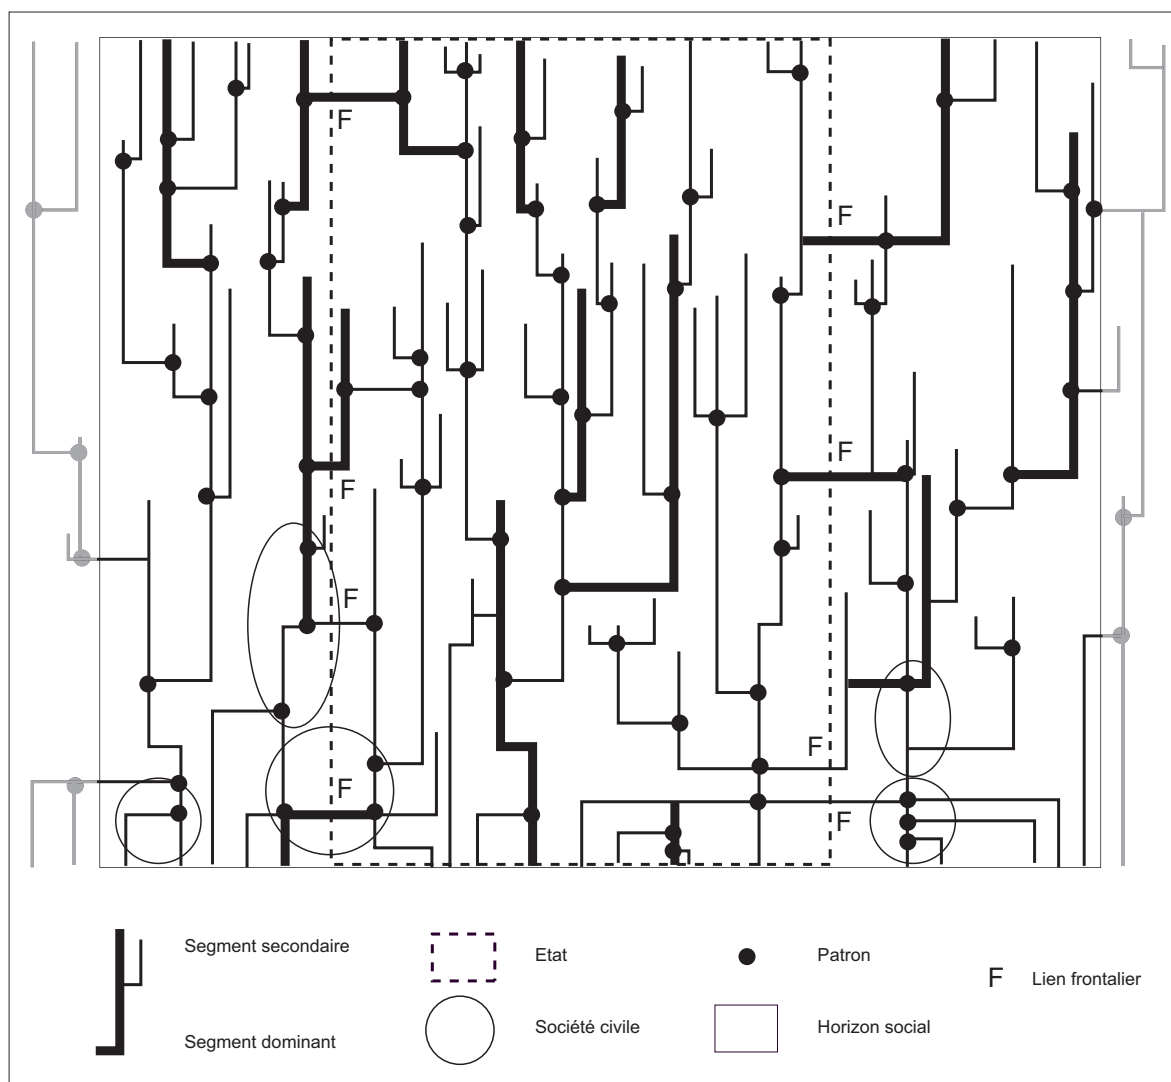 F
F
F
F
F
F
F
F
Segment secondaire
Etat
Patron
F Lien frontalier
Société civile
Horizon social
Segment dominant